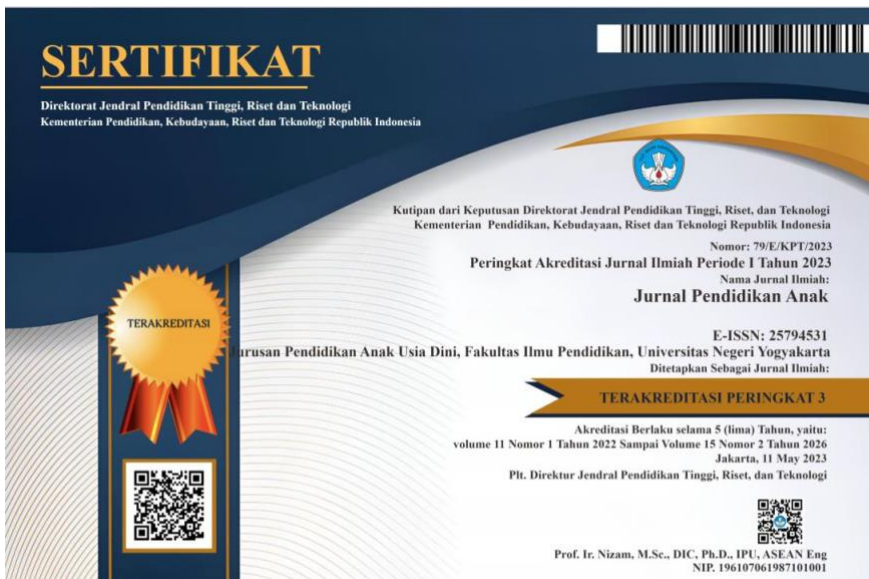 SERTIFIKAT
Direktorat Jendral Pendidikan Tinggi, Riset dan Teknologi
Kementerian Pendidikan, Kebudayaan, Riset dan Teknologi Republik Indonesia
Kutipan dari Keputusan Direktorat Jendral Pendidikan Tinggi, Riset, dan Teknologi
Kementerian Pendidikan, Kebudayaan, Riset dan Teknologi Republik Indonesia
Nomor: 79/E/KPT/2023
Peringkat Akreditasi Jurnal Ilmiah Periode I Tahun 2023
Nama Jurnal Ilmiah:
Jurnal Pendidikan Anak
E-ISSN: 25794531
Jurusan Pendidikan Anak Usia Dini, Fakultas Ilmu Pendidikan, Universitas Negeri Yogyakarta
Ditetapkan Sebagai Jurnal Ilmiah:
TERAKREDITASI PERINGKAT 3
TERAKREDITASI
Akreditasi Berlaku selama 5 (lima) Tahun, yaitu:
volume 11 Nomor 1 Tahun 2022 Sampai Volume 15 Nomor 2 Tahun 2026
Jakarta, 11 May 2023
Plt. Direktur Jendral Pendidikan Tinggi, Riset, dan Teknologi
Prof. Ir. Nizam, M.Sc., DIC, Ph.D., IPU, ASEAN Eng
NIP. 196107061987101001